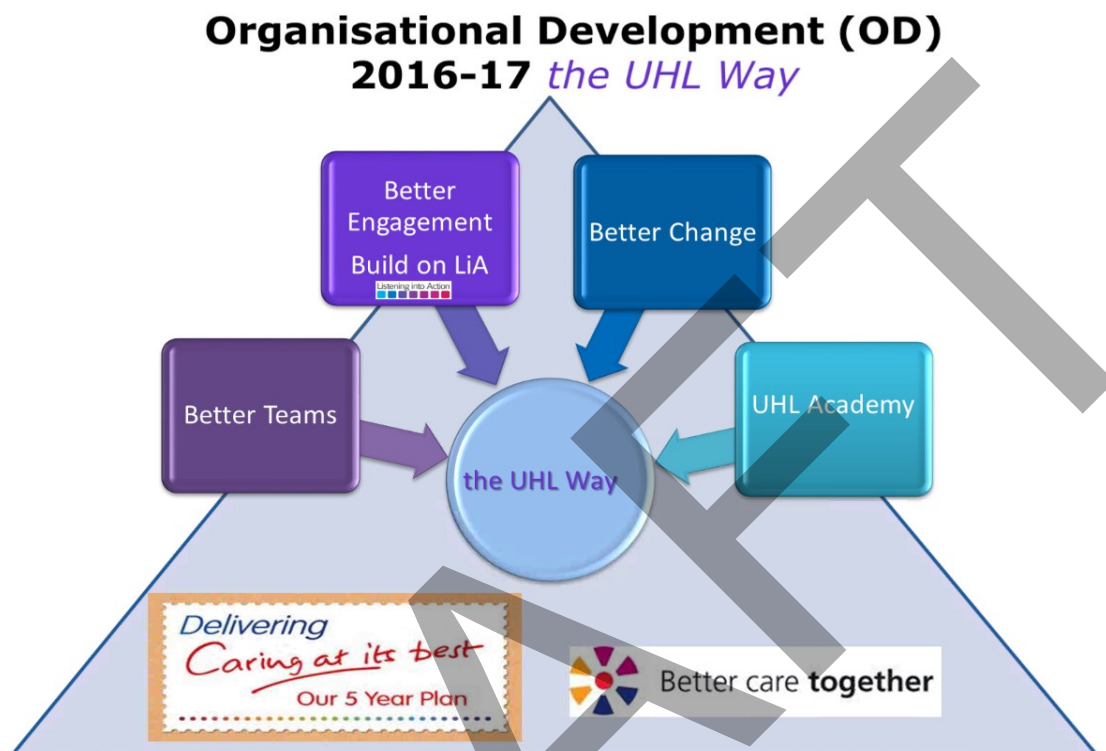 Organisational Development (OD)
2016-17 the UHL Way
Better
Engagement
Build on LiA
Listening into Action
Better Change
Better Teams
UHL Academy
the UHL Way
Delivering
Caring at its best
Our 5 Year Plan
Better care together